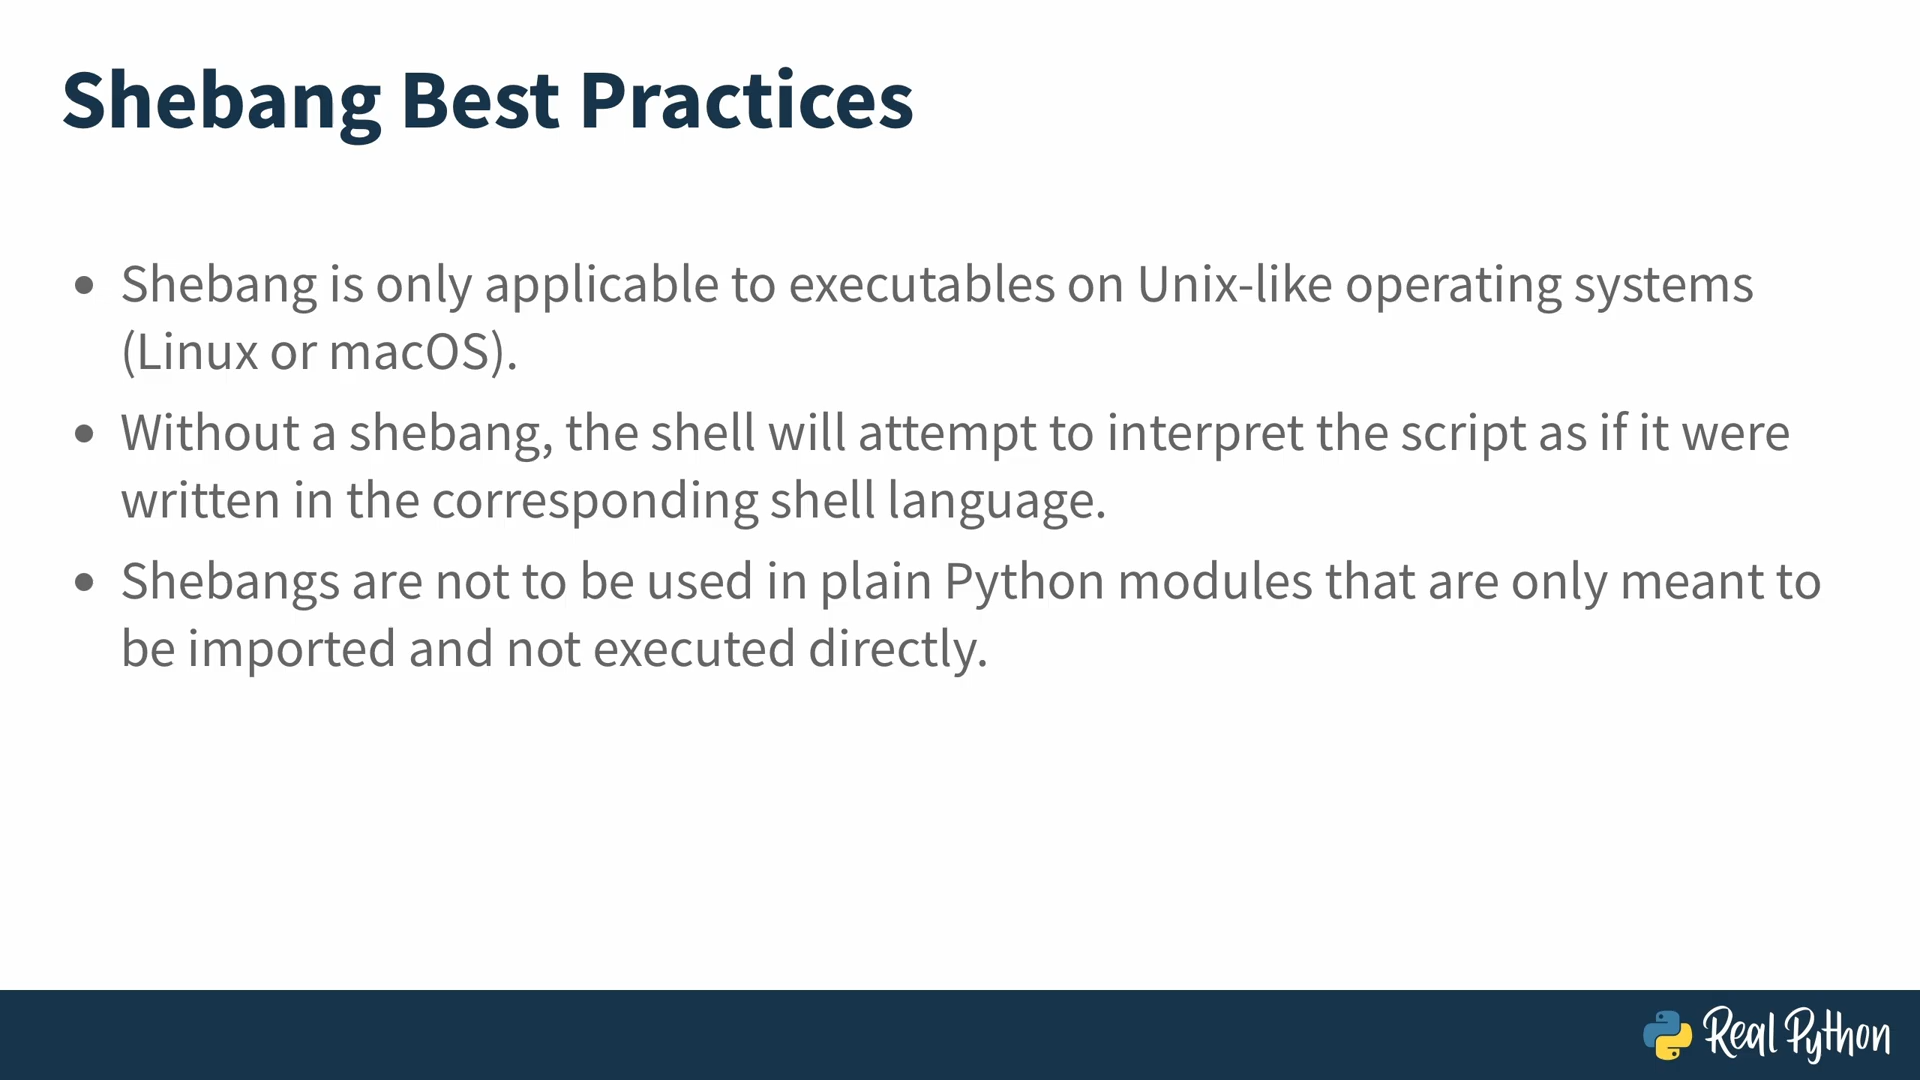 Shebang Best Practices
• Shebang is only applicable to executables on Unix-like operating systems
(Linux or macOS).
• Without a shebang, the shell will attempt to interpret the script as if it were
written in the corresponding shell language.
• Shebangs are not to be used in plain Python modules that are only meant to
be imported and not executed directly.
Real Python